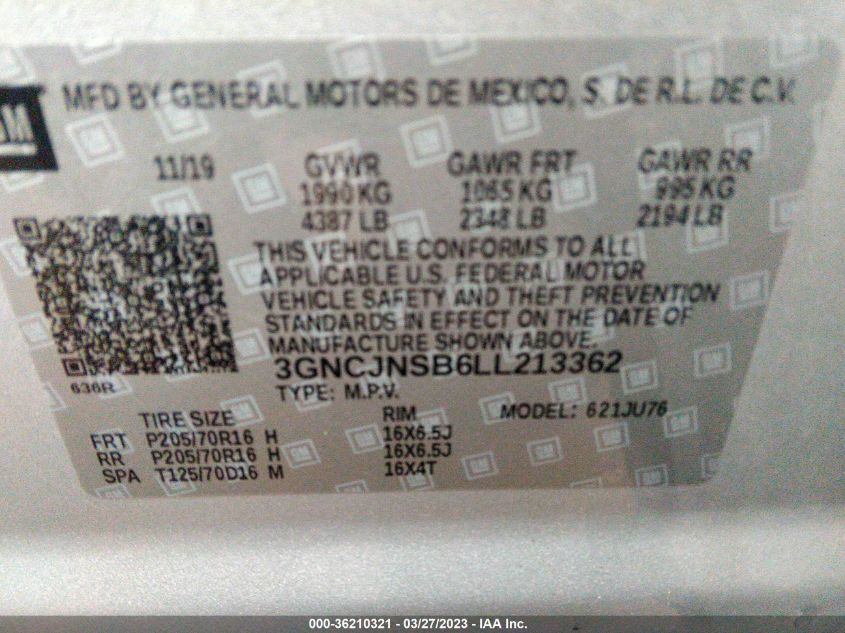 GM
MFD BY GENERAL MOTORS DE MEXICO, S. DE R.L. DE C.V.
11/19 GVWR GAWR FRT GAWR RR
1990 KG 1065 KG 995 KG
4387 LB 2348 LB 2194 LB
THIS VEHICLE CONFORMS TO ALL
APPLICABLE U.S. FEDERAL MOTOR
VEHICLE SAFETY AND THEFT PREVENTION
STANDARDS IN EFFECT ON THE DATE OF
MANUFACTURE SHOWN ABOVE.
3GNCJNSB6LL213362
636R
TYPE: M.P.V.
TIRE SIZE RIM MODEL: 621JU76
FRT P205/70R16 H 16X6.5J
RR P205/70R16 H 16X6.5J
SPA T125/70D16 M 16X4T
000-36210321 - 03/27/2023 - IAA Inc.